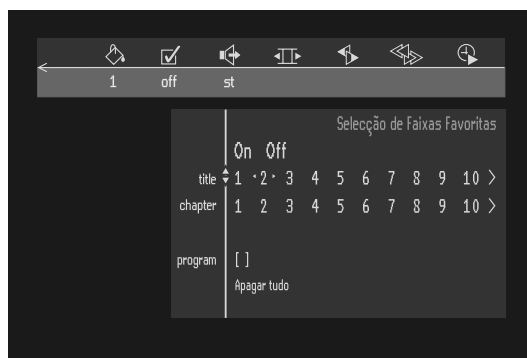 1 off st
Selecção de Faixas Favoritas
On Off
title 1 2 3 4 5 6 7 8 9 10
chapter 1 2 3 4 5 6 7 8 9 10
program [ ]
Apagar tudo